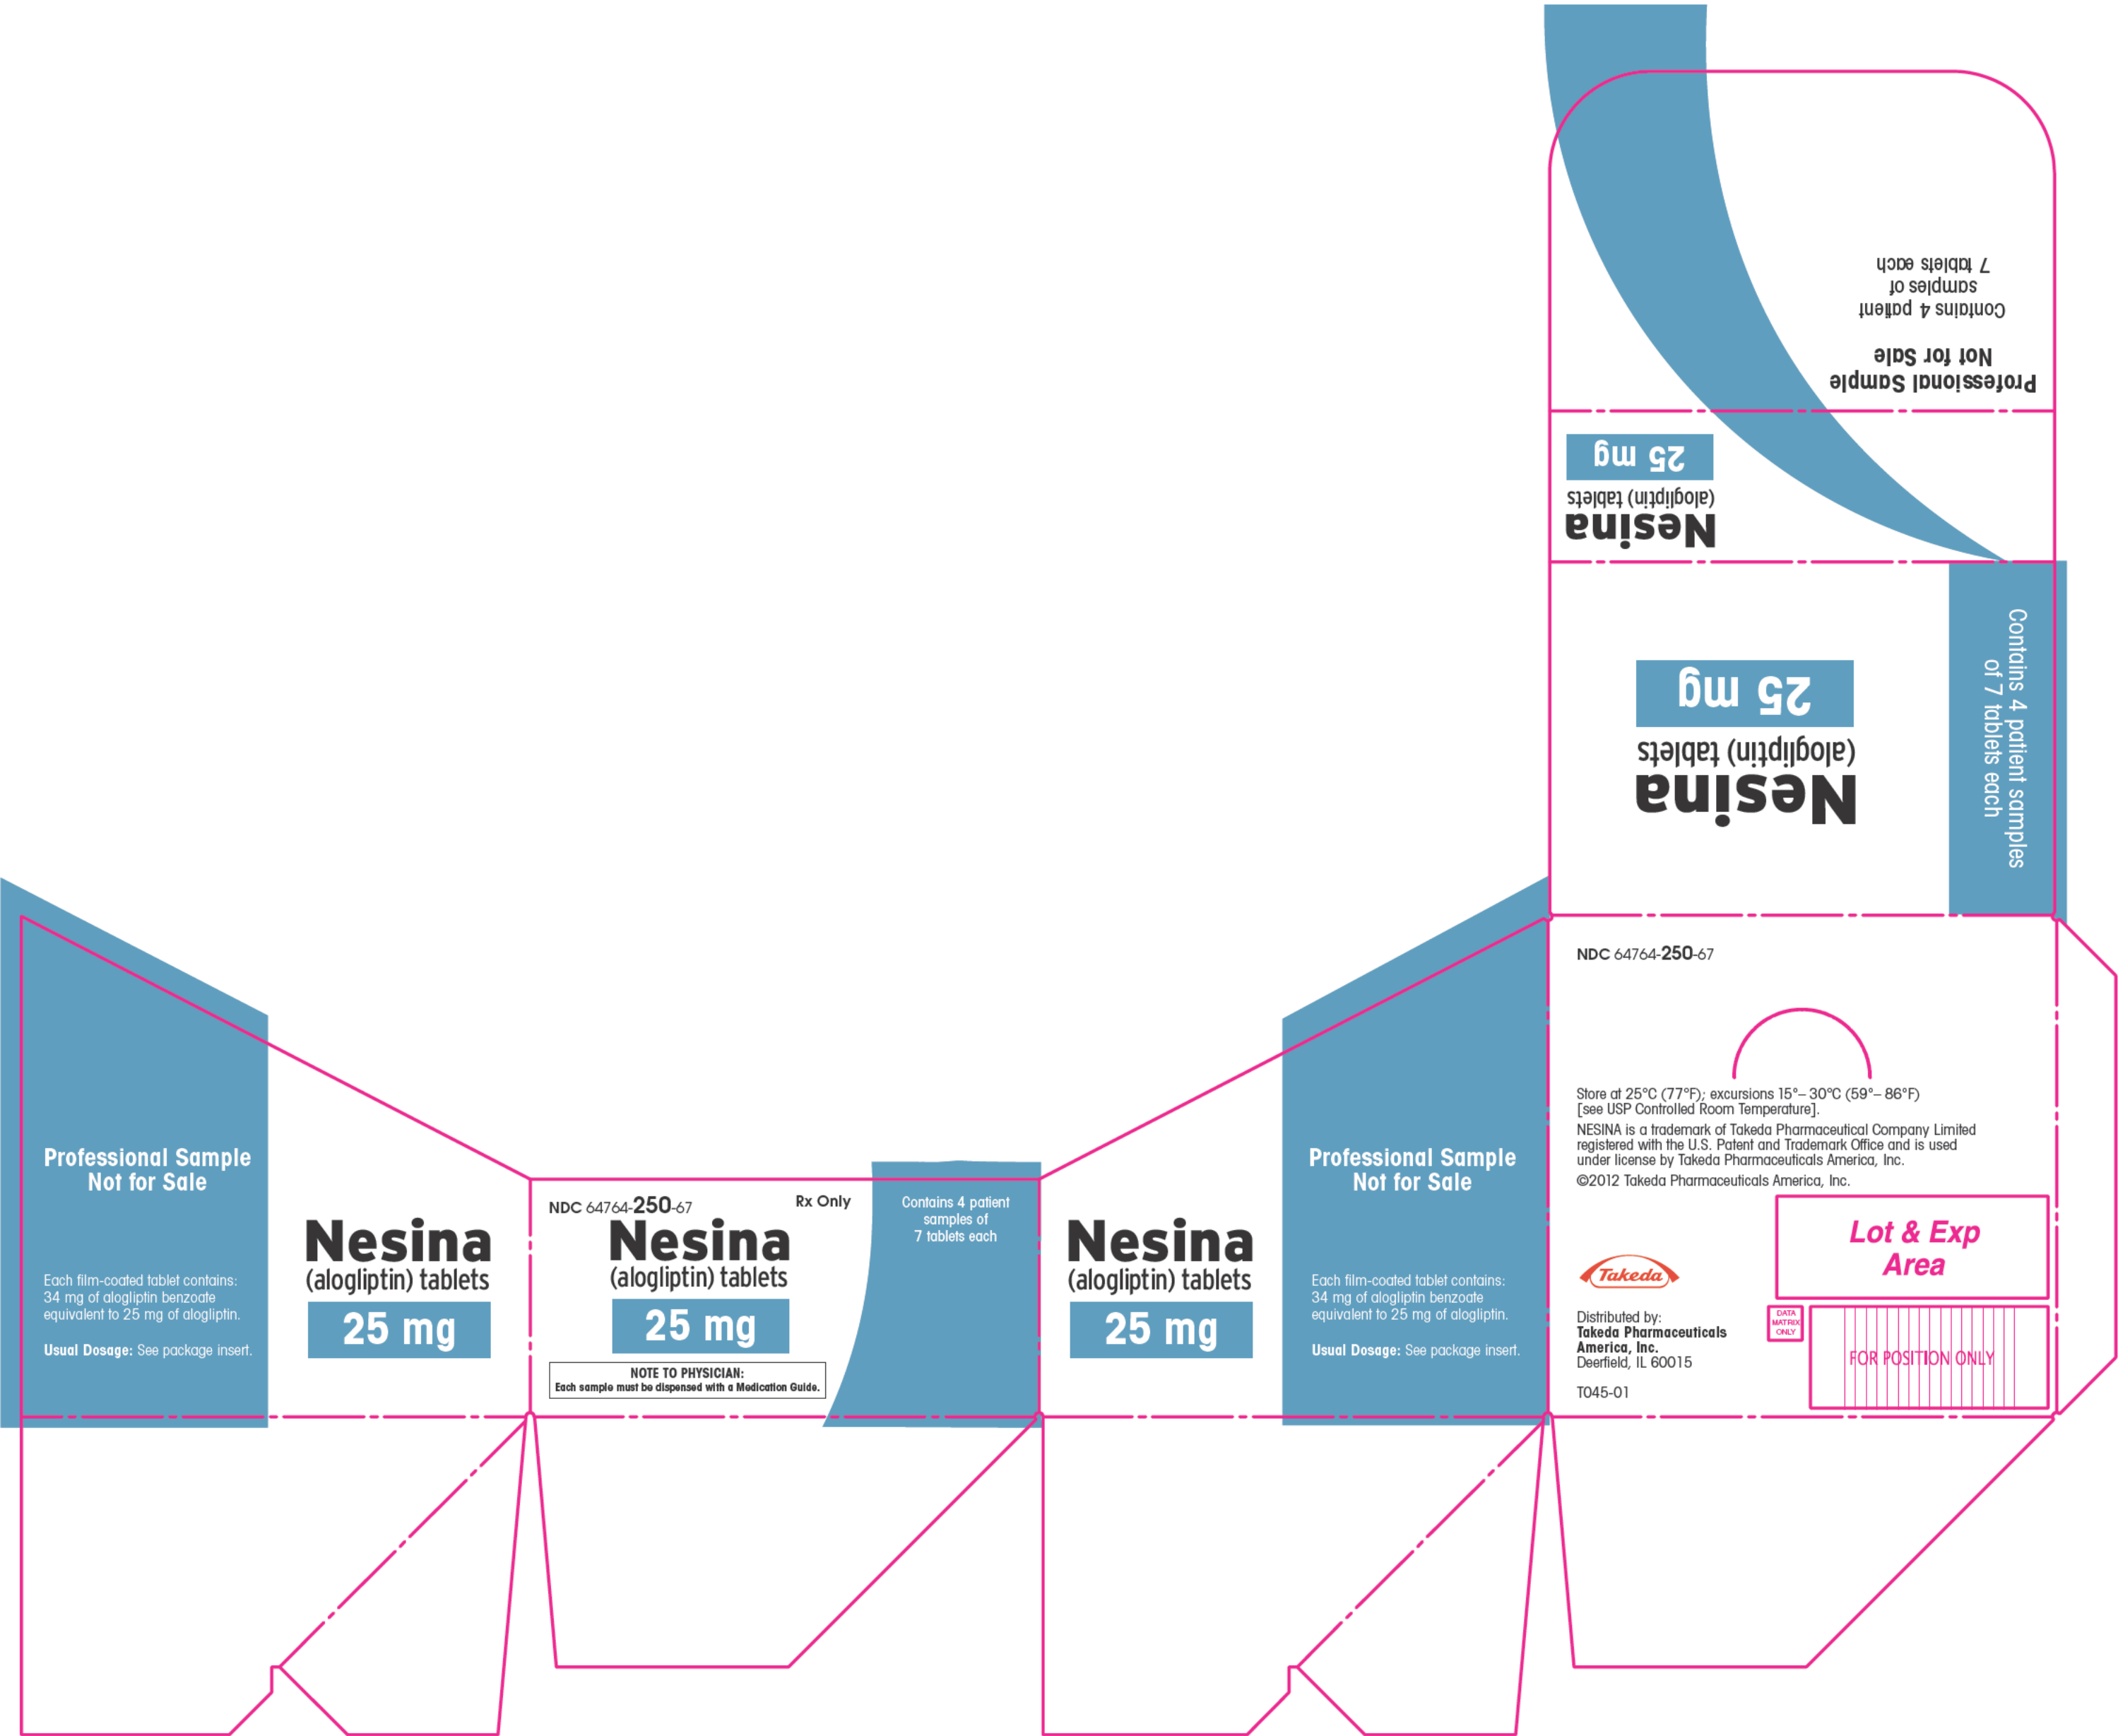 Professional Sample
Not for Sale
Contains 4 patient
samples of
7 tablets each
Nesina
(alogliptin) tablets
25 mg
Nesina
(alogliptin) tablets
25 mg
Contains 4 patient samples
of 7 tablets each
Professional Sample
Not for Sale
Each film-coated tablet contains:
34 mg of alogliptin benzoate
equivalent to 25 mg of alogliptin.
Usual Dosage: See package insert.
Nesina
(alogliptin) tablets
25 mg
NDC 64764-250-67
Rx Only
Nesina
(alogliptin) tablets
25 mg
NOTE TO PHYSICIAN:
Each sample must be dispensed with a Medication Guide.
Contains 4 patient
samples of
7 tablets each
Nesina
(alogliptin) tablets
25 mg
Professional Sample
Not for Sale
Each film-coated tablet contains:
34 mg of alogliptin benzoate
equivalent to 25 mg of alogliptin.
Usual Dosage: See package insert.
NDC 64764-250-67
Store at 25°C (77°F); excursions 15°– 30°C (59°– 86°F)
[see USP Controlled Room Temperature].
NESINA is a trademark of Takeda Pharmaceutical Company Limited
registered with the U.S. Patent and Trademark Office and is used
under license by Takeda Pharmaceuticals America, Inc.
©2012 Takeda Pharmaceuticals America, Inc.
Lot & Exp
Area
Takeda
Distributed by:
Takeda Pharmaceuticals
America, Inc.
Deerfield, IL 60015
T045-01
DATA
MATRIX
ONLY
FOR POSITION ONLY